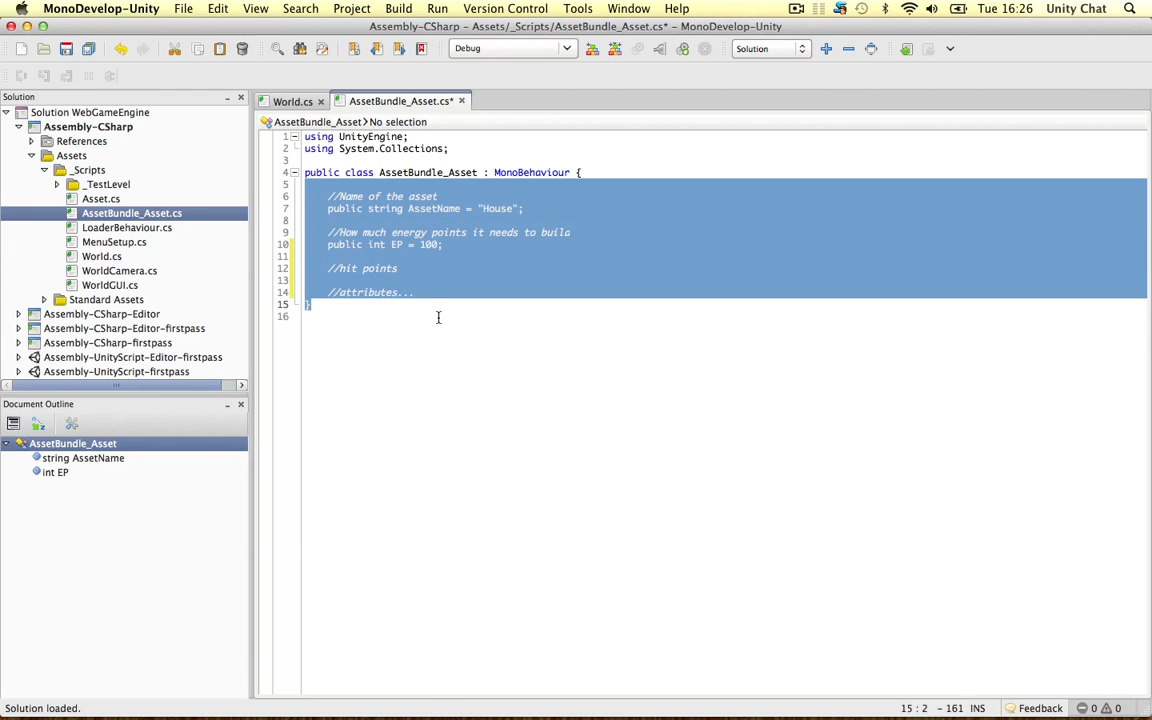 MonoDevelop-Unity File Edit View Search Project Build Run Version Control Tools Window Help Tue 16:26 Unity Chat
Assembly-CSharp – Assets/_Scripts/AssetBundle_Asset.cs* – MonoDevelop-Unity
Debug Solution
Solution
Solution WebGameEngine
Assembly-CSharp
References
Assets
_Scripts
_TestLevel
Asset.cs
AssetBundle_Asset.cs
LoaderBehaviour.cs
MenuSetup.cs
World.cs
WorldCamera.cs
WorldGUI.cs
Standard Assets
Assembly-CSharp-Editor
Assembly-CSharp-Editor-firstpass
Assembly-CSharp-firstpass
Assembly-UnityScript-Editor-firstpass
Assembly-UnityScript-firstpass
Document Outline
AssetBundle_Asset
string AssetName
int EP
World.cs AssetBundle_Asset.cs*
AssetBundle_Asset No selection
1 using UnityEngine;
2 using System.Collections;
3
4 public class AssetBundle_Asset : MonoBehaviour {
5
6 //Name of the asset
7 public string AssetName = "House";
8
9 //How much energy points it needs to build
10 public int EP = 100;
11
12 //hit points
13
14 //attributes...
15 }
16
Solution loaded. 15 : 2 - 161 INS Feedback 0 0